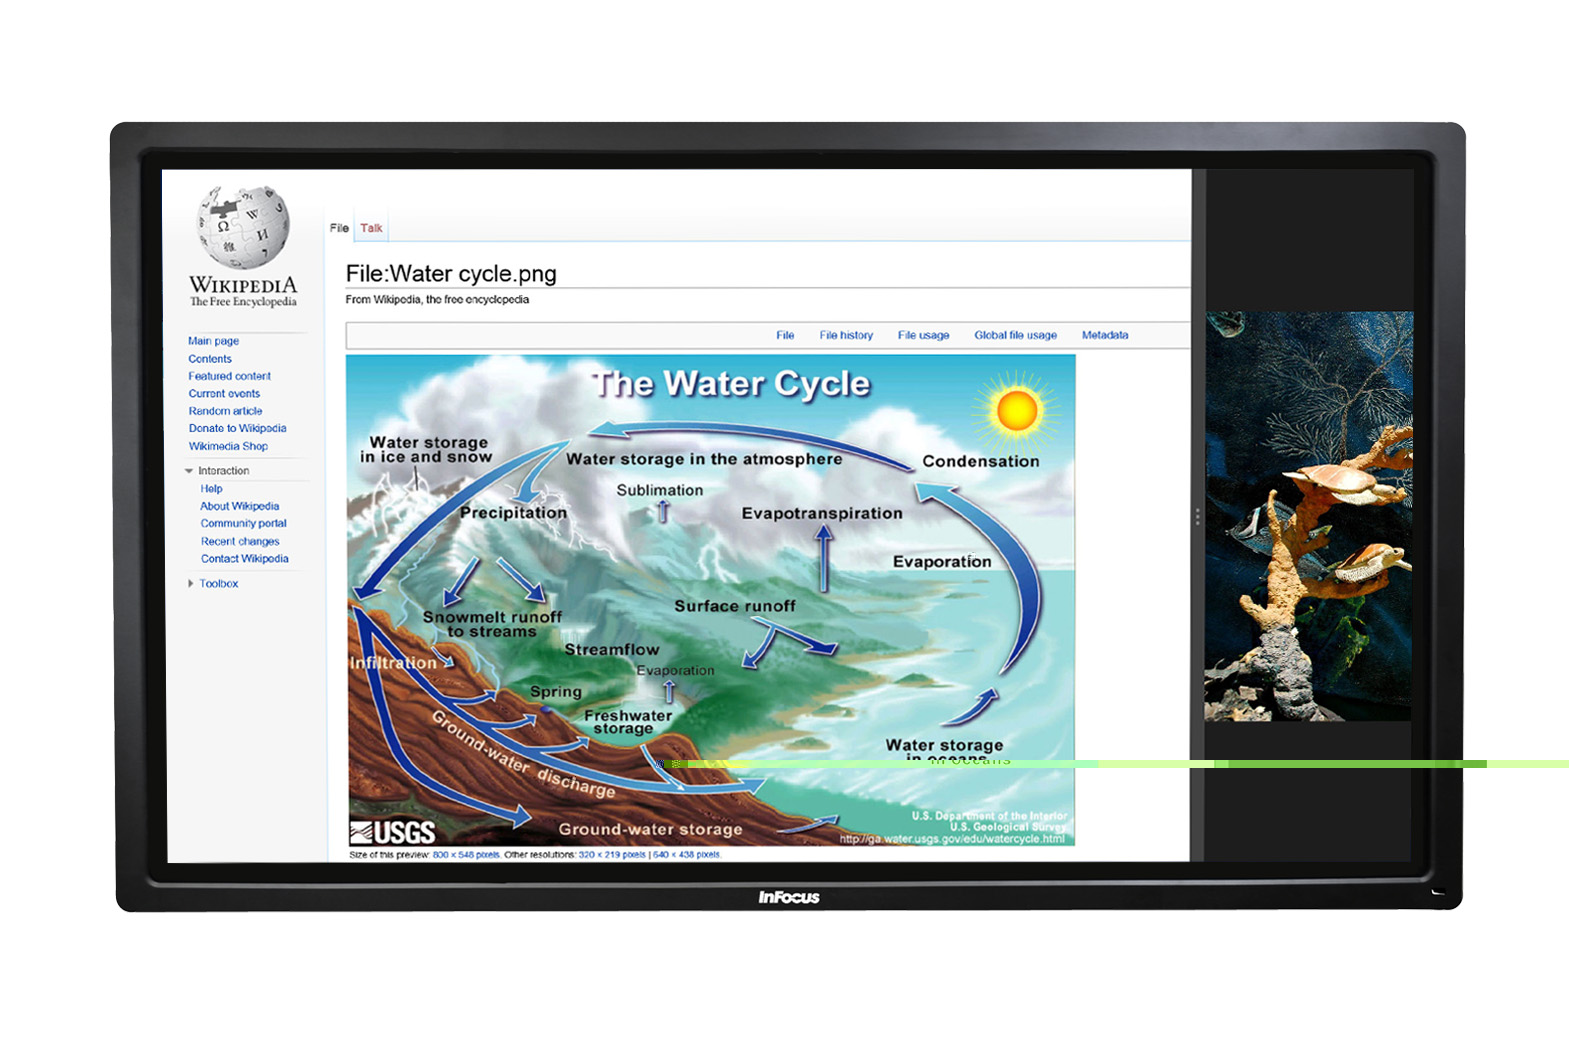 WIKIPEDIA
The Free Encyclopedia
Main page
Contents
Featured content
Current events
Random article
Donate to Wikipedia
Wikimedia Shop
Interaction
Help
About Wikipedia
Community portal
Recent changes
Contact Wikipedia
Toolbox
File Talk
File:Water cycle.png
From Wikipedia, the free encyclopedia
File File history File usage Global file usage Metadata
The Water Cycle
Water storage
in ice and snow
Water storage in the atmosphere
Condensation
Sublimation
Precipitation
Evapotranspiration
Evaporation
Surface runoff
Snowmelt runoff
to streams
Streamflow
Infiltration
Evaporation
Spring
Freshwater
storage
Ground-water discharge
Water storage
in oceans
USGS
Ground-water storage
U.S. Department of the Interior
U.S. Geological Survey
http://ga.water.usgs.gov/edu/watercycle.html
Size of this preview: 800 × 548 pixels. Other resolutions: 320 × 219 pixels | 640 × 438 pixels.
InFocus